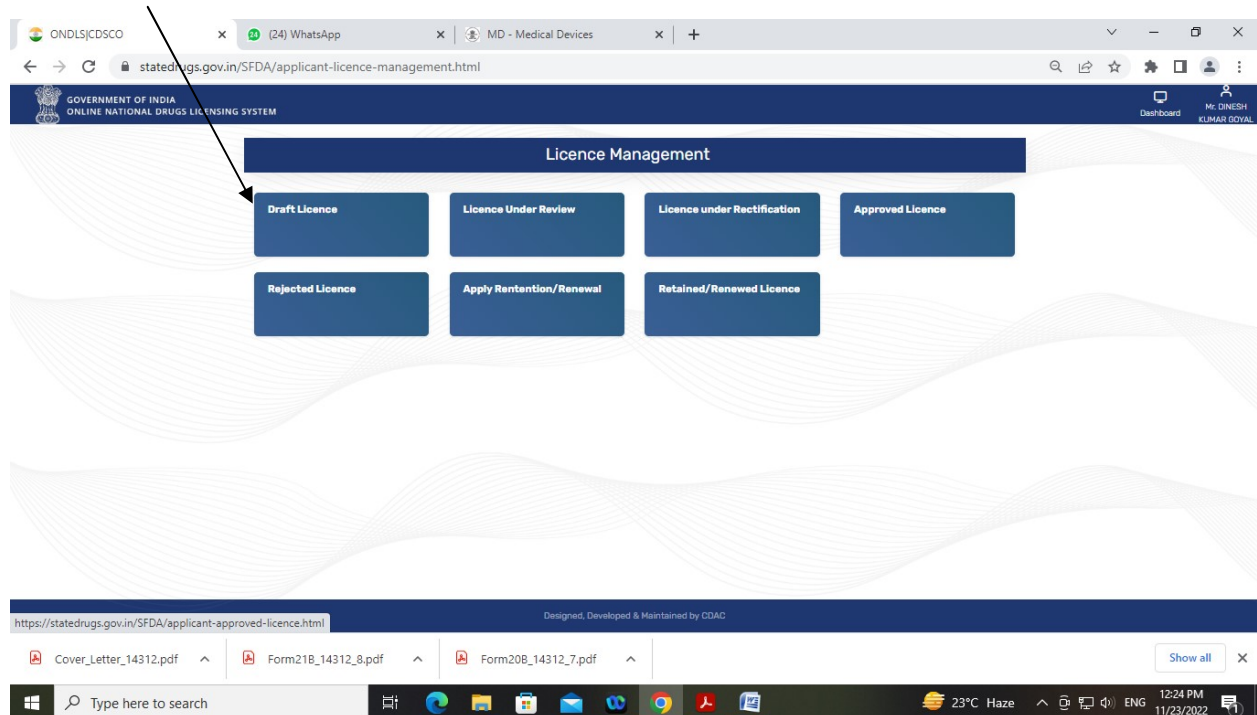 ONDLS|CDSCO
24
(24) WhatsApp
MD - Medical Devices
statedrugs.gov.in/SFDA/applicant-licence-management.html
GOVERNMENT OF INDIA
ONLINE NATIONAL DRUGS LICENSING SYSTEM
Dashboard
Mr. DINESH
KUMAR GOYAL
Licence Management
Draft Licence
Licence Under Review
Licence under Rectification
Approved Licence
Rejected Licence
Apply Rentention/Renewal
Retained/Renewed Licence
Designed, Developed & Maintained by CDAC
https://statedrugs.gov.in/SFDA/applicant-approved-licence.html
Cover_Letter_14312.pdf
Form21B_14312_8.pdf
Form20B_14312_7.pdf
Show all
Type here to search
23°C Haze
ENG
12:24 PM
11/23/2022
1